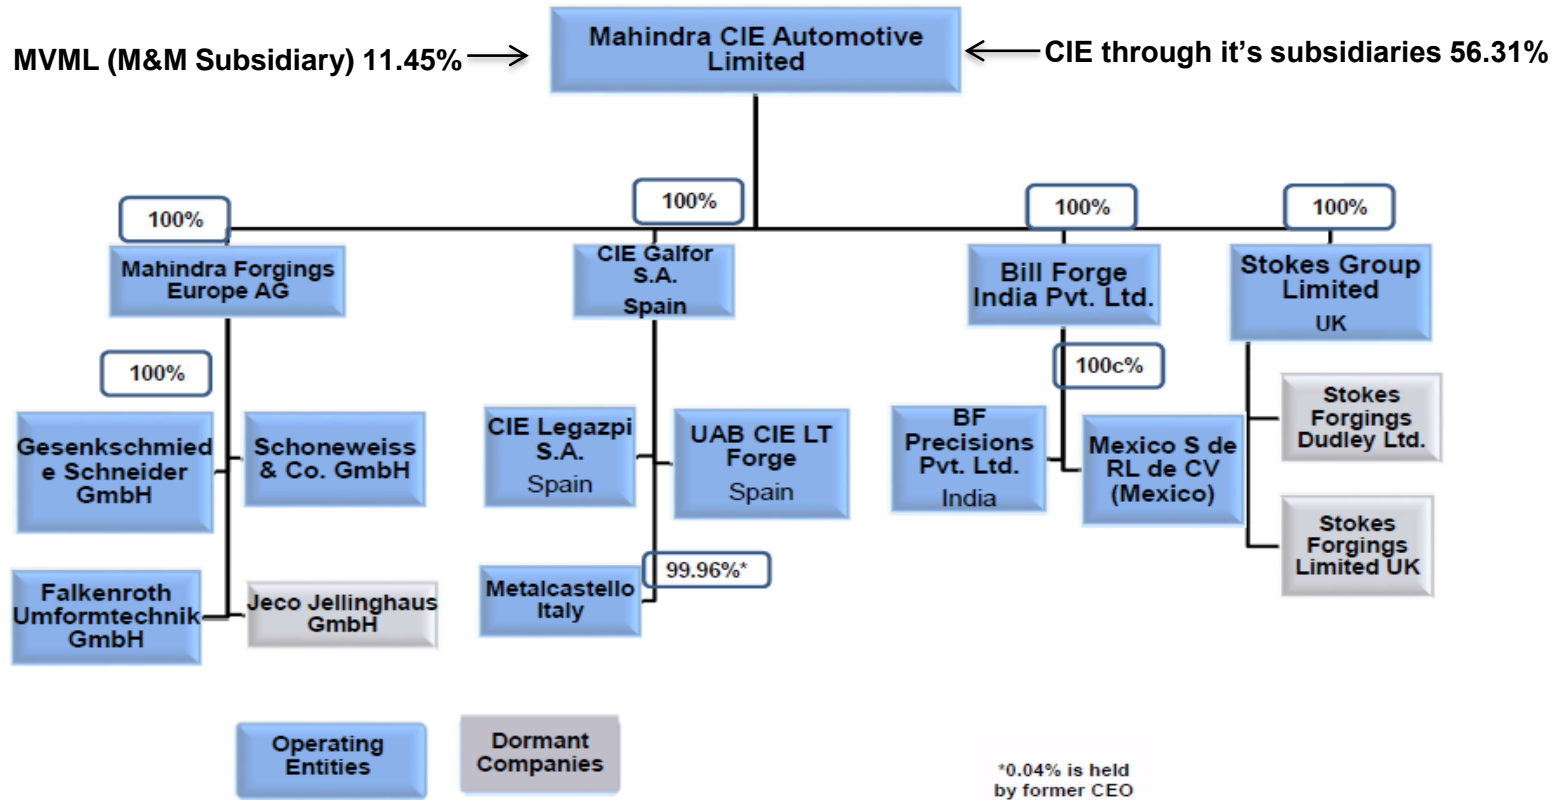 Mahindra CIE Automotive
Limited
MVML (M&M Subsidiary) 11.45%
CIE through it's subsidiaries 56.31%
100%
100%
100%
100%
Mahindra Forgings
Europe AG
CIE Galfor
S.A.
Spain
Bill Forge
India Pvt. Ltd.
Stokes Group
Limited
UK
100%
100c%
Gesenkschmied
e Schneider
GmbH
Schoneweiss
& Co. GmbH
CIE Legazpi
S.A.
Spain
UAB CIE LT
Forge
Spain
BF
Precisions
Pvt. Ltd.
India
Mexico S de
RL de CV
(Mexico)
Stokes
Forgings
Dudley Ltd.
Stokes
Forgings
Limited UK
Falkenroth
Umformtechnik
GmbH
Jeco Jellinghaus
GmbH
Metalcastello
Italy
99.96%*
Operating
Entities
Dormant
Companies
*0.04% is held
by former CEO